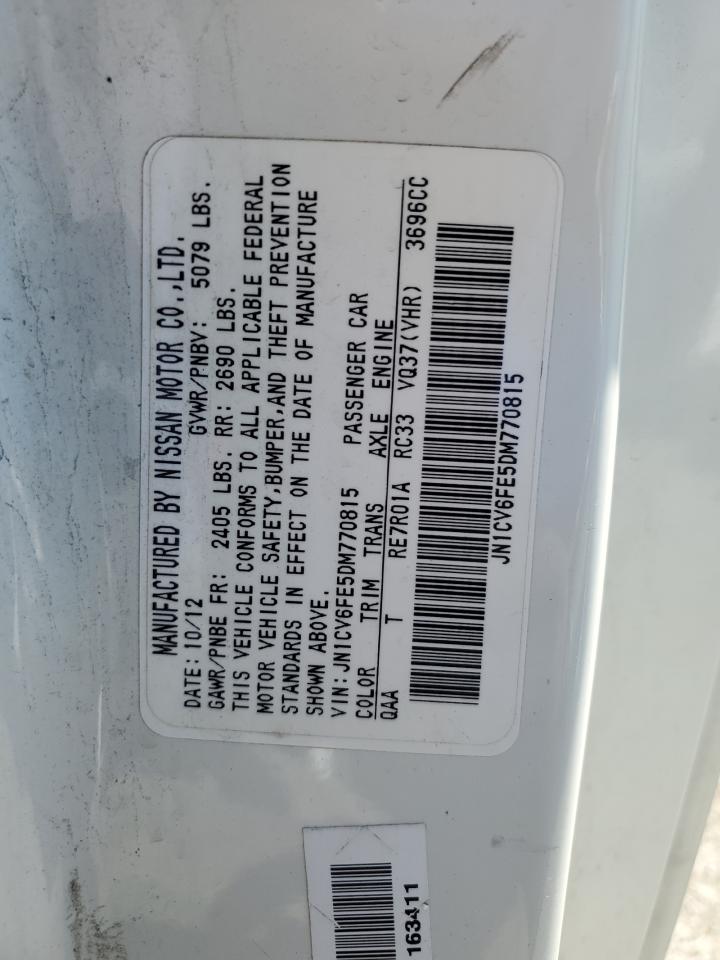 MANUFACTURED BY NISSAN MOTOR CO.,LTD.
DATE: 10/12 GVWR/PNBV: 5079 LBS.
GAWR/PNBE FR: 2405 LBS. RR: 2690 LBS.
THIS VEHICLE CONFORMS TO ALL APPLICABLE FEDERAL
MOTOR VEHICLE SAFETY,BUMPER,AND THEFT PREVENTION
STANDARDS IN EFFECT ON THE DATE OF MANUFACTURE
SHOWN ABOVE.
VIN: JN1CV6FE5DM770815 PASSENGER CAR
COLOR TRIM TRANS AXLE ENGINE
QAA T RE7R01A RC33 VQ37(VHR) 3696CC
JN1CV6FE5DM770815
163411